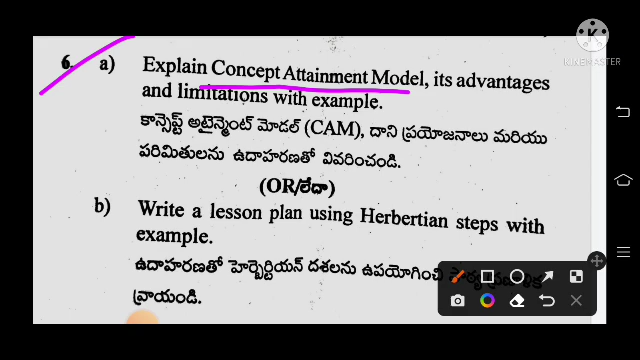 KINEMASTER
6. a) Explain Concept Attainment Model, its advantages
and limitations with example.
కాన్సెప్ట్ అటైన్మెంట్ మోడల్ (CAM), దాని ప్రయోజనాలు మరియు
పరిమితులను ఉదాహరణతో వివరించండి.
(OR/లేదా)
b) Write a lesson plan using Herbertian steps with
example.
ఉదాహరణతో హెర్బెర్టియన్ దశలను ఉపయోగించి
వ్రాయండి.